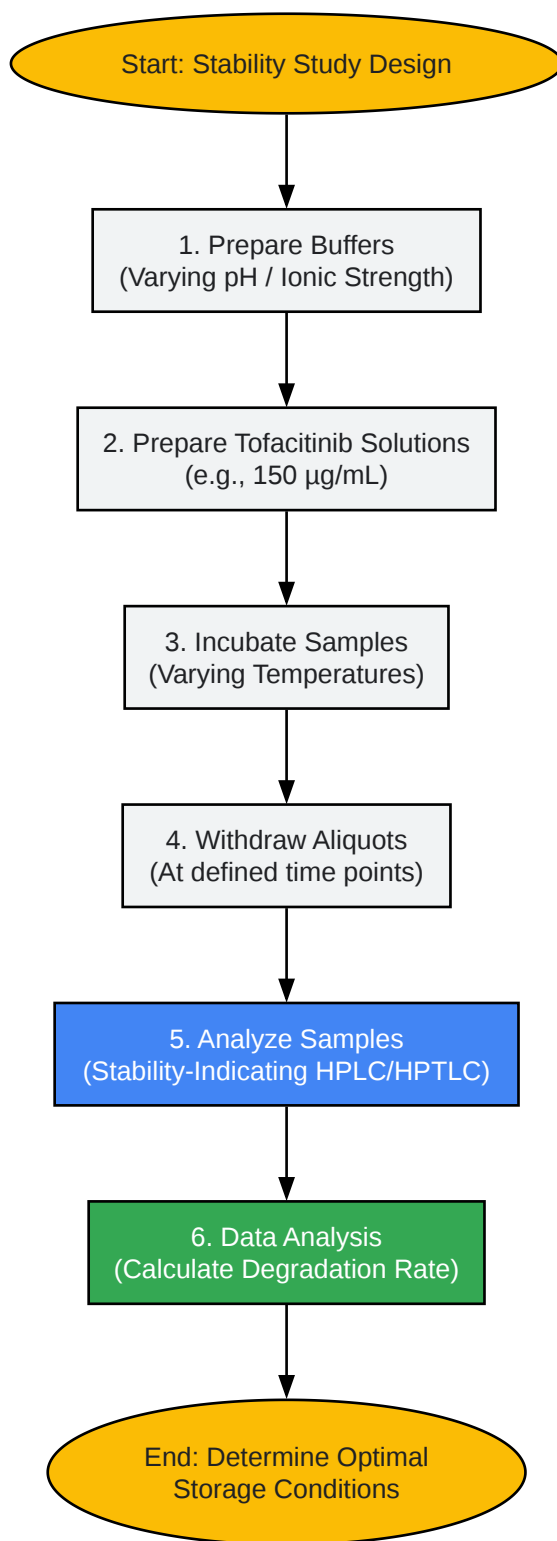 Start: Stability Study Design
1. Prepare Buffers
(Varying pH / Ionic Strength)
2. Prepare Tofacitinib Solutions
(e.g., 150 µg/mL)
3. Incubate Samples
(Varying Temperatures)
4. Withdraw Aliquots
(At defined time points)
5. Analyze Samples
(Stability-Indicating HPLC/HPTLC)
6. Data Analysis
(Calculate Degradation Rate)
End: Determine Optimal
Storage Conditions